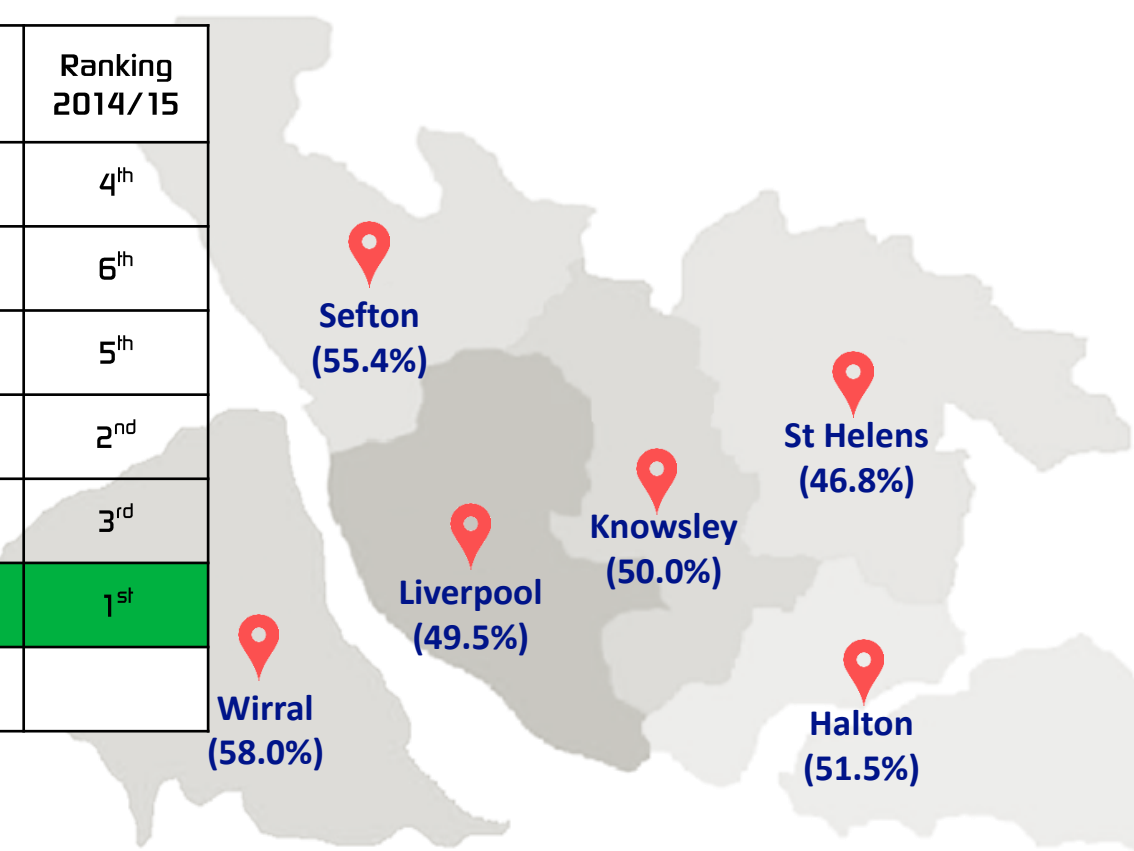 Ranking
2014/15
4th
6th
5th
2nd
3rd
1st
Sefton
(55.4%)
St Helens
(46.8%)
Knowsley
(50.0%)
Liverpool
(49.5%)
Wirral
(58.0%)
Halton
(51.5%)